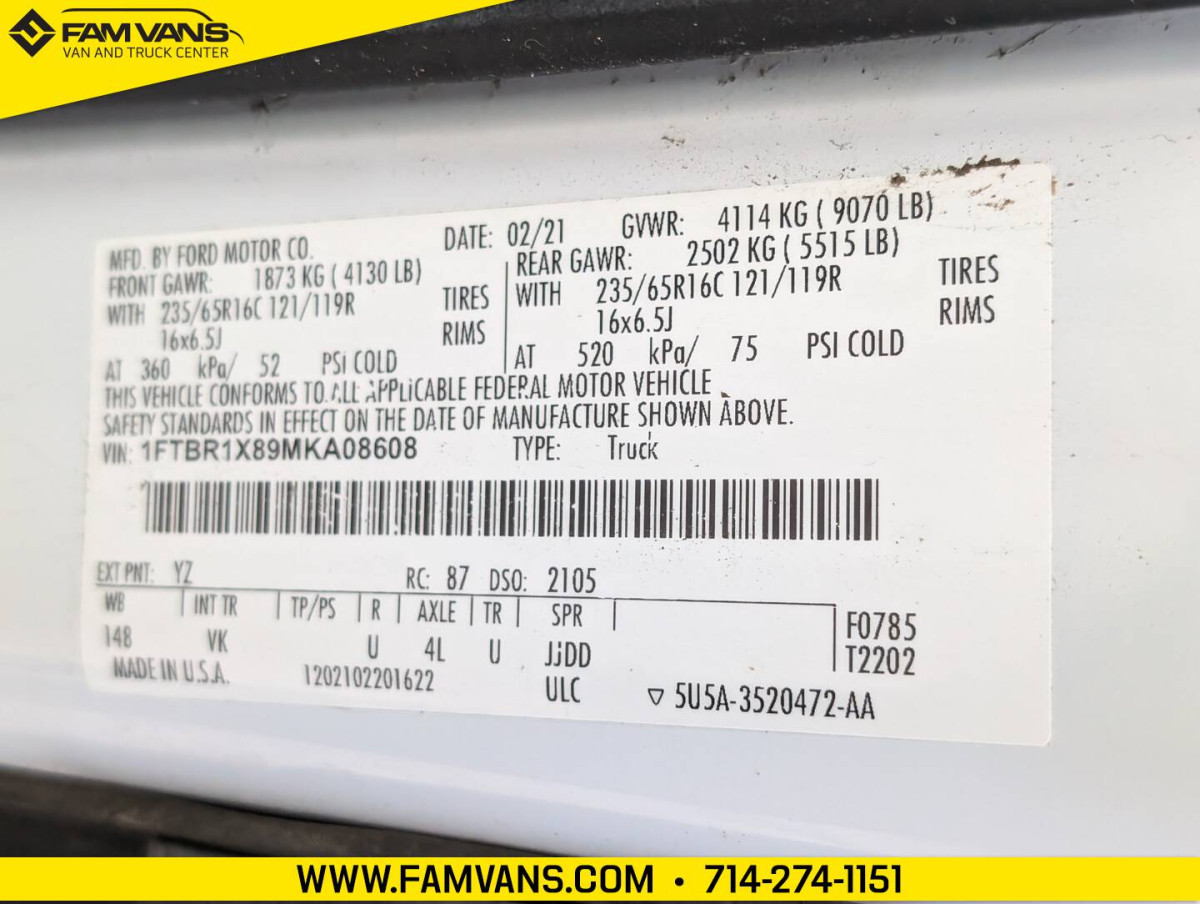 FAM VANS
VAN AND TRUCK CENTER
MFD. BY FORD MOTOR CO. DATE: 02/21 GVWR: 4114 KG ( 9070 LB)
FRONT GAWR: 1873 KG ( 4130 LB) REAR GAWR: 2502 KG ( 5515 LB)
WITH 235/65R16C 121/119R TIRES WITH 235/65R16C 121/119R TIRES
16x6.5J RIMS 16x6.5J RIMS
AT 360 kPa/ 52 PSI COLD AT 520 kPa/ 75 PSI COLD
THIS VEHICLE CONFORMS TO ALL APPLICABLE FEDERAL MOTOR VEHICLE
SAFETY STANDARDS IN EFFECT ON THE DATE OF MANUFACTURE SHOWN ABOVE.
VIN: 1FTBR1X89MKA08608 TYPE: Truck
EXT PNT: YZ RC: 87 DSO: 2105
WB INT TR TP/PS R AXLE TR SPR F0785
148 VK U 4L U JJDD T2202
MADE IN U.S.A. 1202102201622 ULC ▽ 5U5A-3520472-AA
WWW.FAMVANS.COM • 714-274-1151